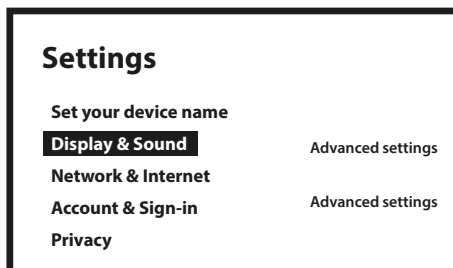 Settings
Set your device name
Display & Sound
Advanced settings
Network & Internet
Account & Sign-in
Advanced settings
Privacy